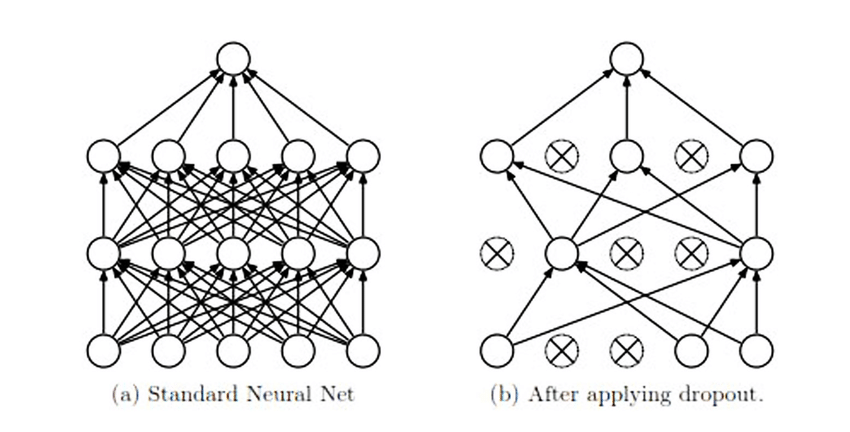 (a) Standard Neural Net
(b) After applying dropout.